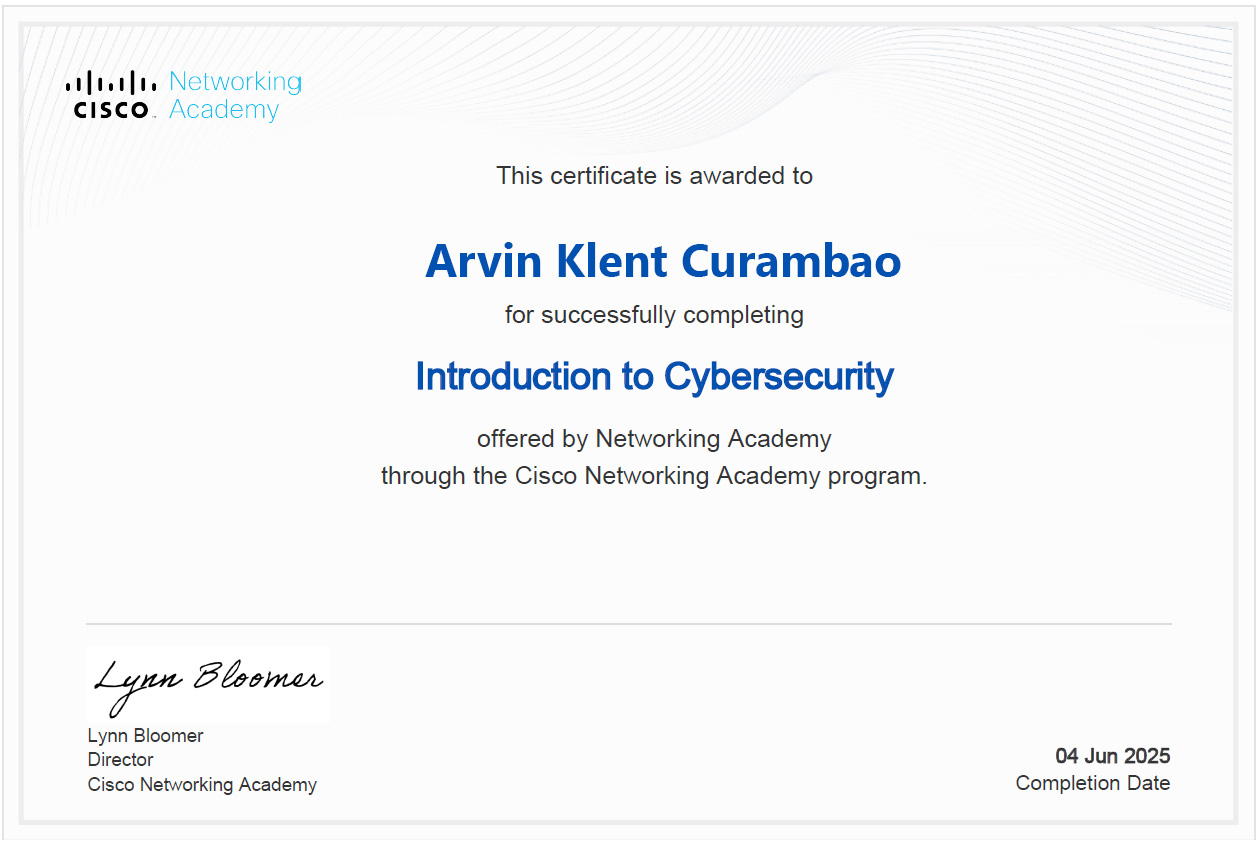 CISCO Networking Academy
This certificate is awarded to
Arvin Klent Curambao
for successfully completing
Introduction to Cybersecurity
offered by Networking Academy
through the Cisco Networking Academy program.
Lynn Bloomer
Lynn Bloomer
Director
Cisco Networking Academy
04 Jun 2025
Completion Date